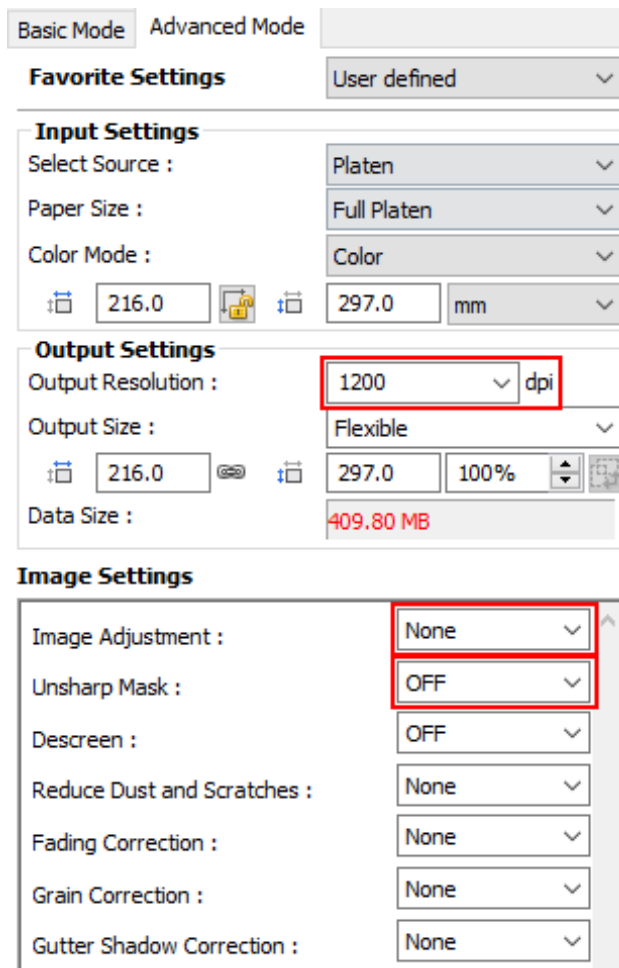 Basic Mode Advanced Mode
Favorite Settings User defined
Input Settings
Select Source : Platen
Paper Size : Full Platen
Color Mode : Color
216.0 297.0 mm
Output Settings
Output Resolution : 1200 dpi
Output Size : Flexible
216.0 297.0 100%
Data Size : 409.80 MB
Image Settings
Image Adjustment : None
Unsharp Mask : OFF
Descreen : OFF
Reduce Dust and Scratches : None
Fading Correction : None
Grain Correction : None
Gutter Shadow Correction : None